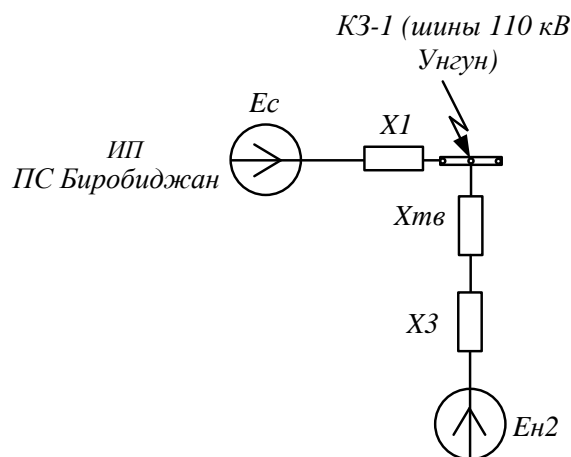 КЗ-1 (шины 110 кВ
Унгун)
Ес
Х1
ИП
ПС Биробиджан
Хтв
Х3
Ен2